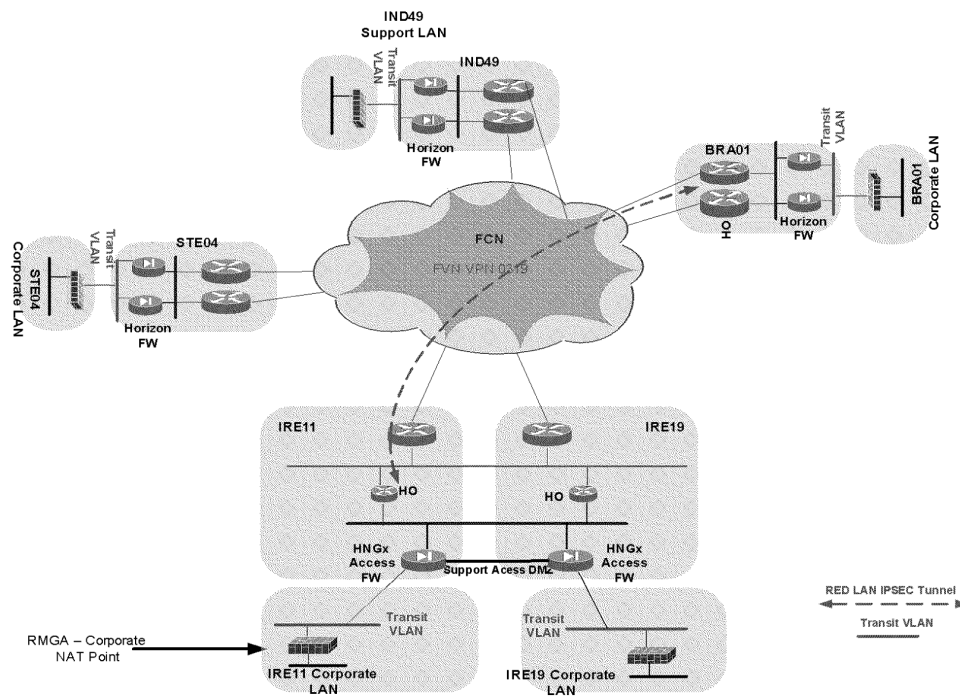 IND49
Support LAN
Transit
VLAN
IND49
Horizon
FW
BRA01
HO
Transit
VLAN
Horizon
FW
BRA01
Corporate LAN
FCN
FVN VPN 0219
STE04
Corporate LAN
Transit
VLAN
STE04
Horizon
FW
IRE11
IRE19
HO
HO
HNGx
Access
FW
Support Acess DMZ
HNGx
Access
FW
Transit
VLAN
Transit
VLAN
RMGA – Corporate
NAT Point
IRE11 Corporate
LAN
IRE19 Corporate
LAN
RED LAN IPSEC Tunnel
Transit VLAN